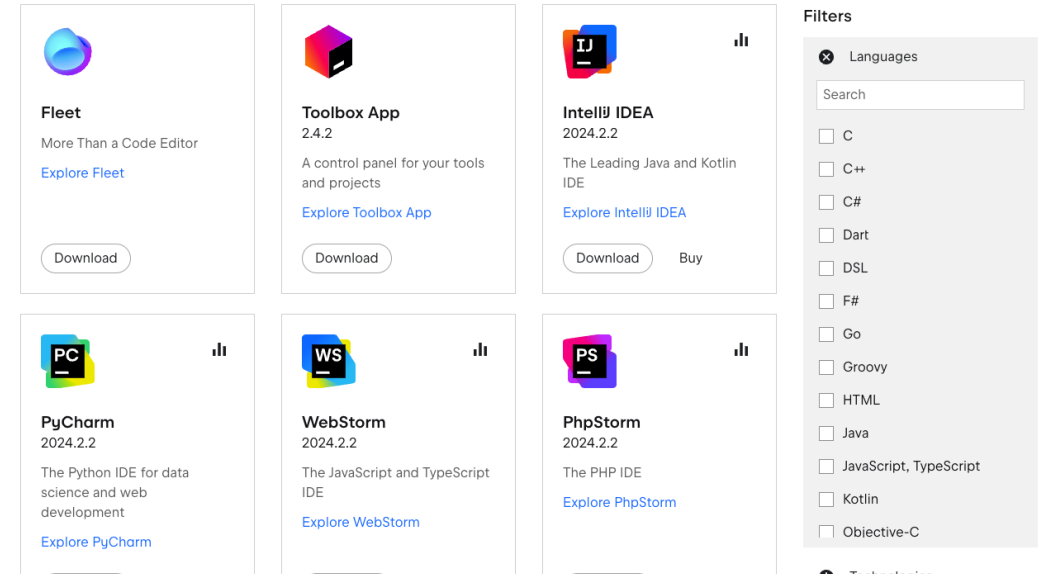 Fleet
More Than a Code Editor
Explore Fleet
Download
Toolbox App
2.4.2
A control panel for your tools
and projects
Explore Toolbox App
Download
IJ
IntelliJ IDEA
2024.2.2
The Leading Java and Kotlin
IDE
Explore IntelliJ IDEA
Download Buy
PC
PyCharm
2024.2.2
The Python IDE for data
science and web
development
Explore PyCharm
WS
WebStorm
2024.2.2
The JavaScript and TypeScript
IDE
Explore WebStorm
PS
PhpStorm
2024.2.2
The PHP IDE
Explore PhpStorm
Filters
Languages
Search
C
C++
C#
Dart
DSL
F#
Go
Groovy
HTML
Java
JavaScript, TypeScript
Kotlin
Objective-C